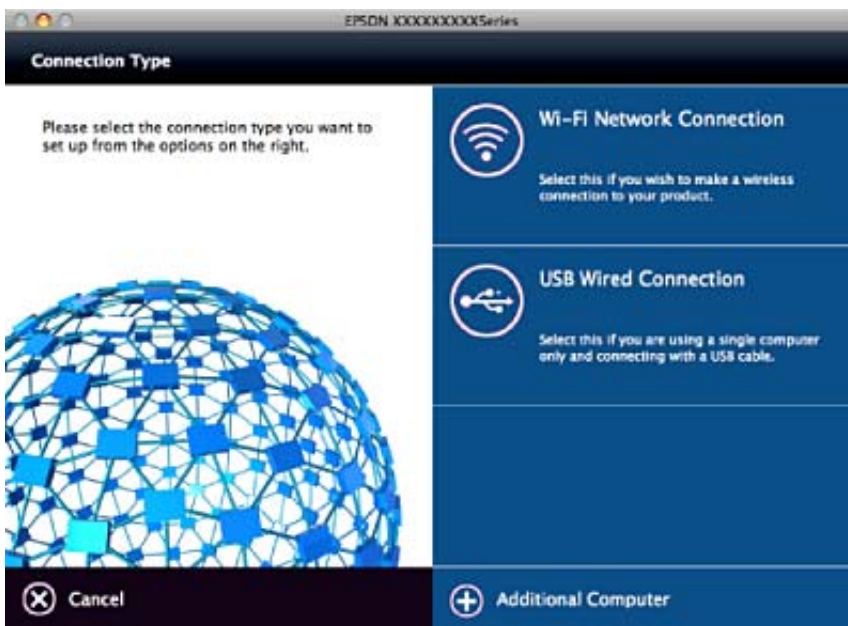 EPSON XXXXXXXXXSeries
Connection Type
Please select the connection type you want to
set up from the options on the right.
Wi-Fi Network Connection
Select this if you wish to make a wireless
connection to your product.
USB Wired Connection
Select this if you are using a single computer
only and connecting with a USB cable.
Cancel
Additional Computer